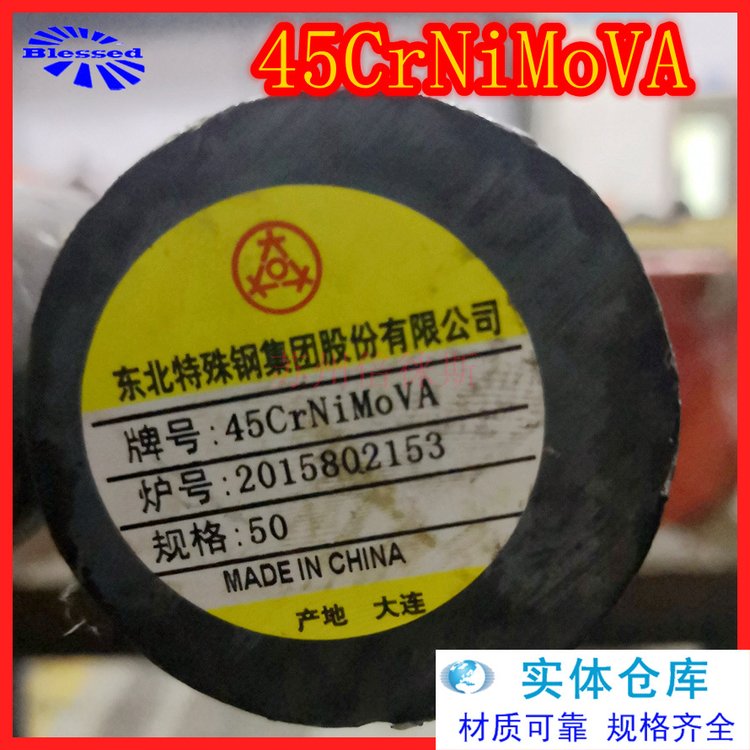 Blessed
45CrNiMoVA
东北特殊钢集团股份有限公司
牌号:45CrNiMoVA
炉号:2015802153
规格:50
MADE IN CHINA
产地 大连
实体仓库
材质可靠 规格齐全